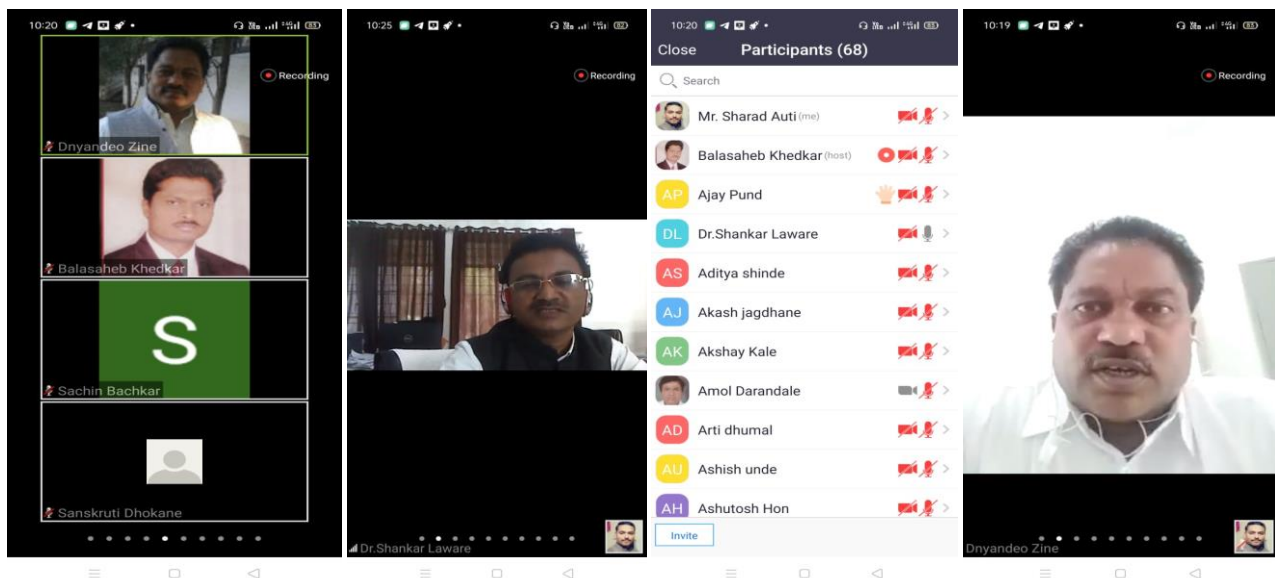 10:20
Recording
Dnyandeo Zine
Balasaheb Khedkar
S
Sachin Bachkar
Sanskruti Dhokane
10:25
Recording
Dr.Shankar Laware
10:20
Close Participants (68)
Search
Mr. Sharad Auti (me)
Balasaheb Khedkar (host)
AP Ajay Pund
DL Dr.Shankar Laware
AS Aditya shinde
AJ Akash jagdhane
AK Akshay Kale
Amol Darandale
AD Arti dhumal
AU Ashish unde
AH Ashutosh Hon
Invite
10:19
Recording
Dnyandeo Zine